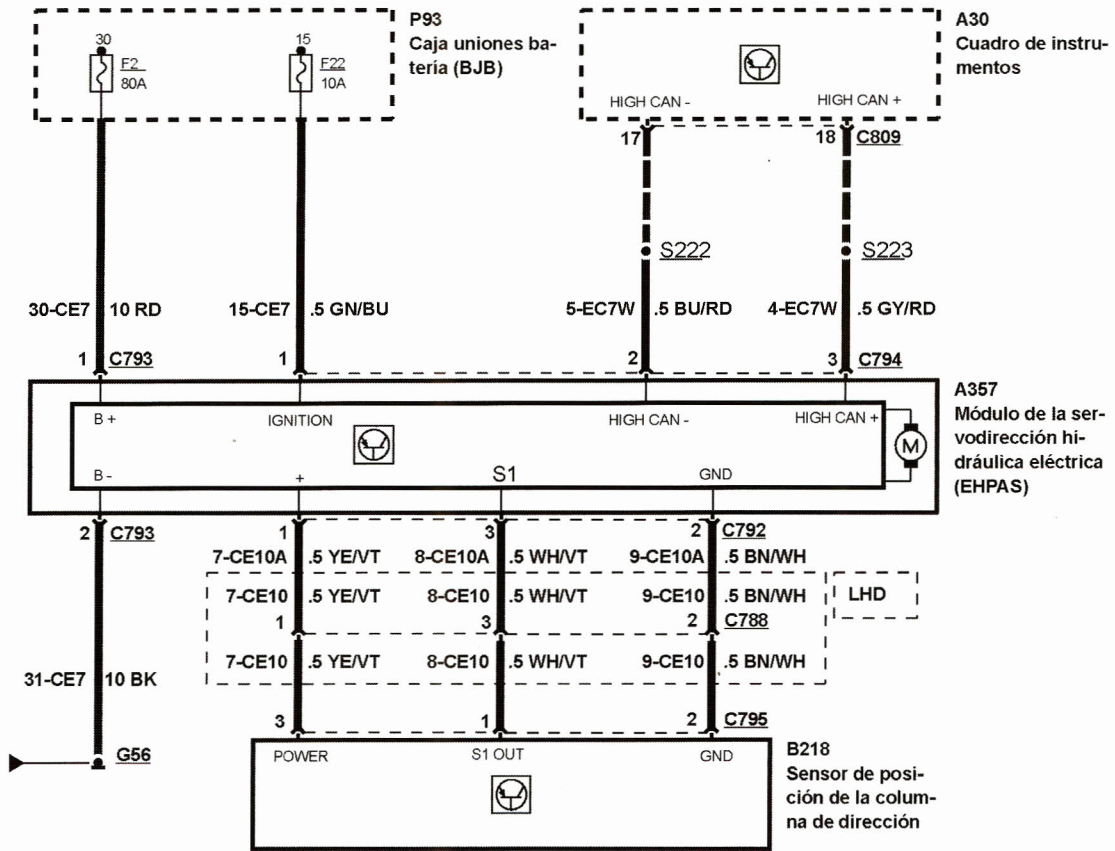 P93
Caja uniones ba-
tería (BJB)
30
F2
80A
15
F22
10A
A30
Cuadro de instru-
mentos
HIGH CAN -
HIGH CAN +
17
18
C809
S222
S223
30-CE7
10 RD
15-CE7
.5 GN/BU
5-EC7W
.5 BU/RD
4-EC7W
.5 GY/RD
1
C793
1
2
3
C794
A357
Módulo de la ser-
vodirección hi-
dráulica eléctrica
(EHPAS)
B +
IGNITION
HIGH CAN -
HIGH CAN +
M
B -
+
S1
GND
2
C793
1
3
2
C792
7-CE10A
.5 YE/VT
8-CE10A
.5 WH/VT
9-CE10A
.5 BN/WH
7-CE10
.5 YE/VT
8-CE10
.5 WH/VT
9-CE10
.5 BN/WH
LHD
1
3
2
C788
7-CE10
.5 YE/VT
8-CE10
.5 WH/VT
9-CE10
.5 BN/WH
31-CE7
10 BK
3
1
2
C795
G56
POWER
S1 OUT
GND
B218
Sensor de posi-
ción de la colum-
na de dirección